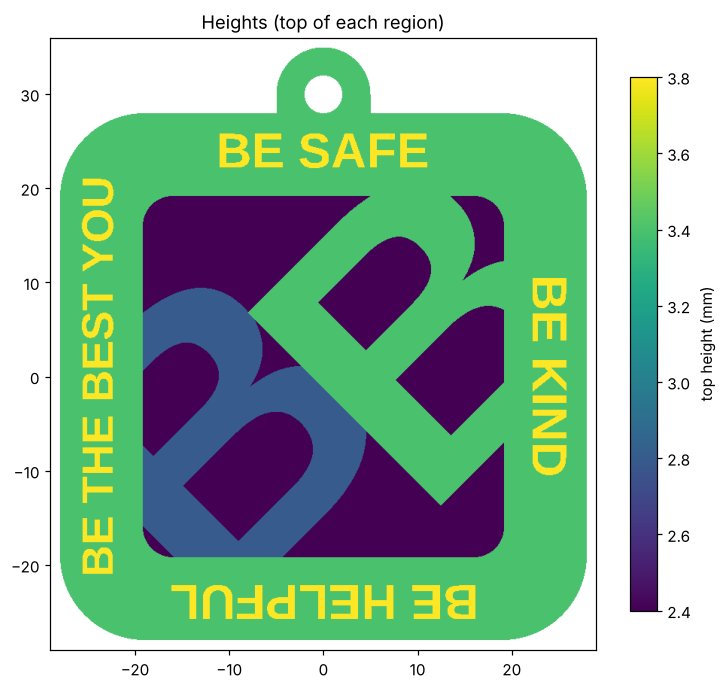 Heights (top of each region)
BE SAFE
BE KIND
BE HELPFUL
BE THE BEST YOU
B
B
30
20
10
0
−10
−20
−20
−10
0
10
20
3.8
3.6
3.4
3.2
3.0
2.8
2.6
2.4
top height (mm)